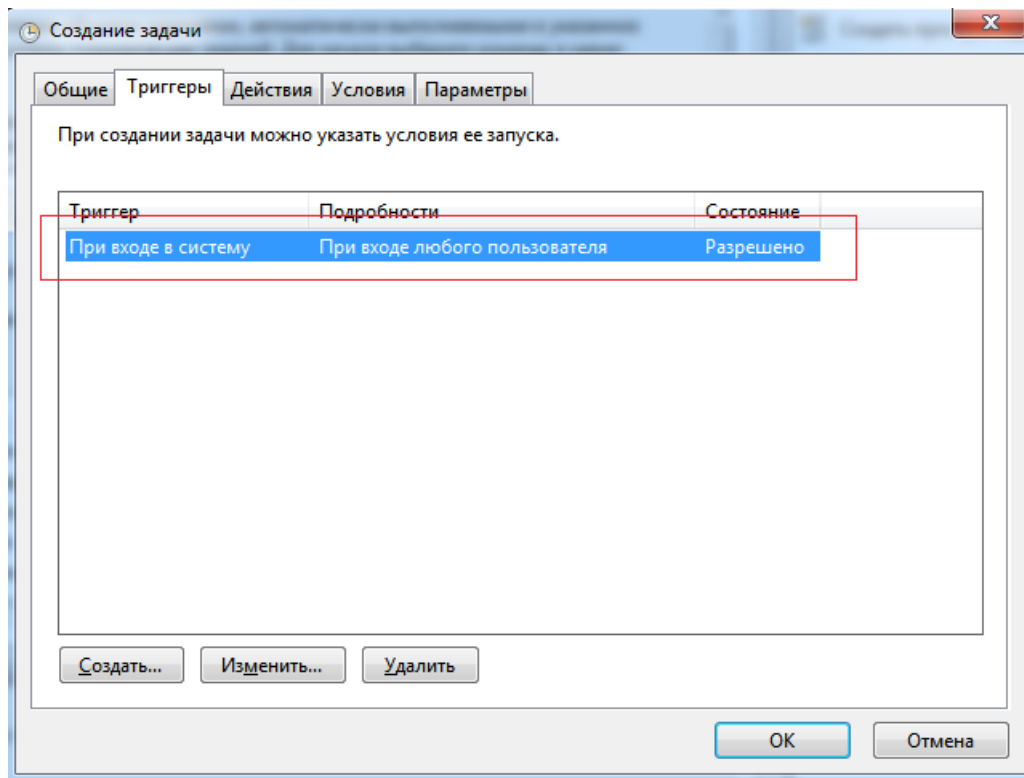 Создание задачи
Общие Триггеры Действия Условия Параметры
При создании задачи можно указать условия ее запуска.
Триггер Подробности Состояние
При входе в систему При входе любого пользователя Разрешено
Создать... Изменить... Удалить
ОК Отмена